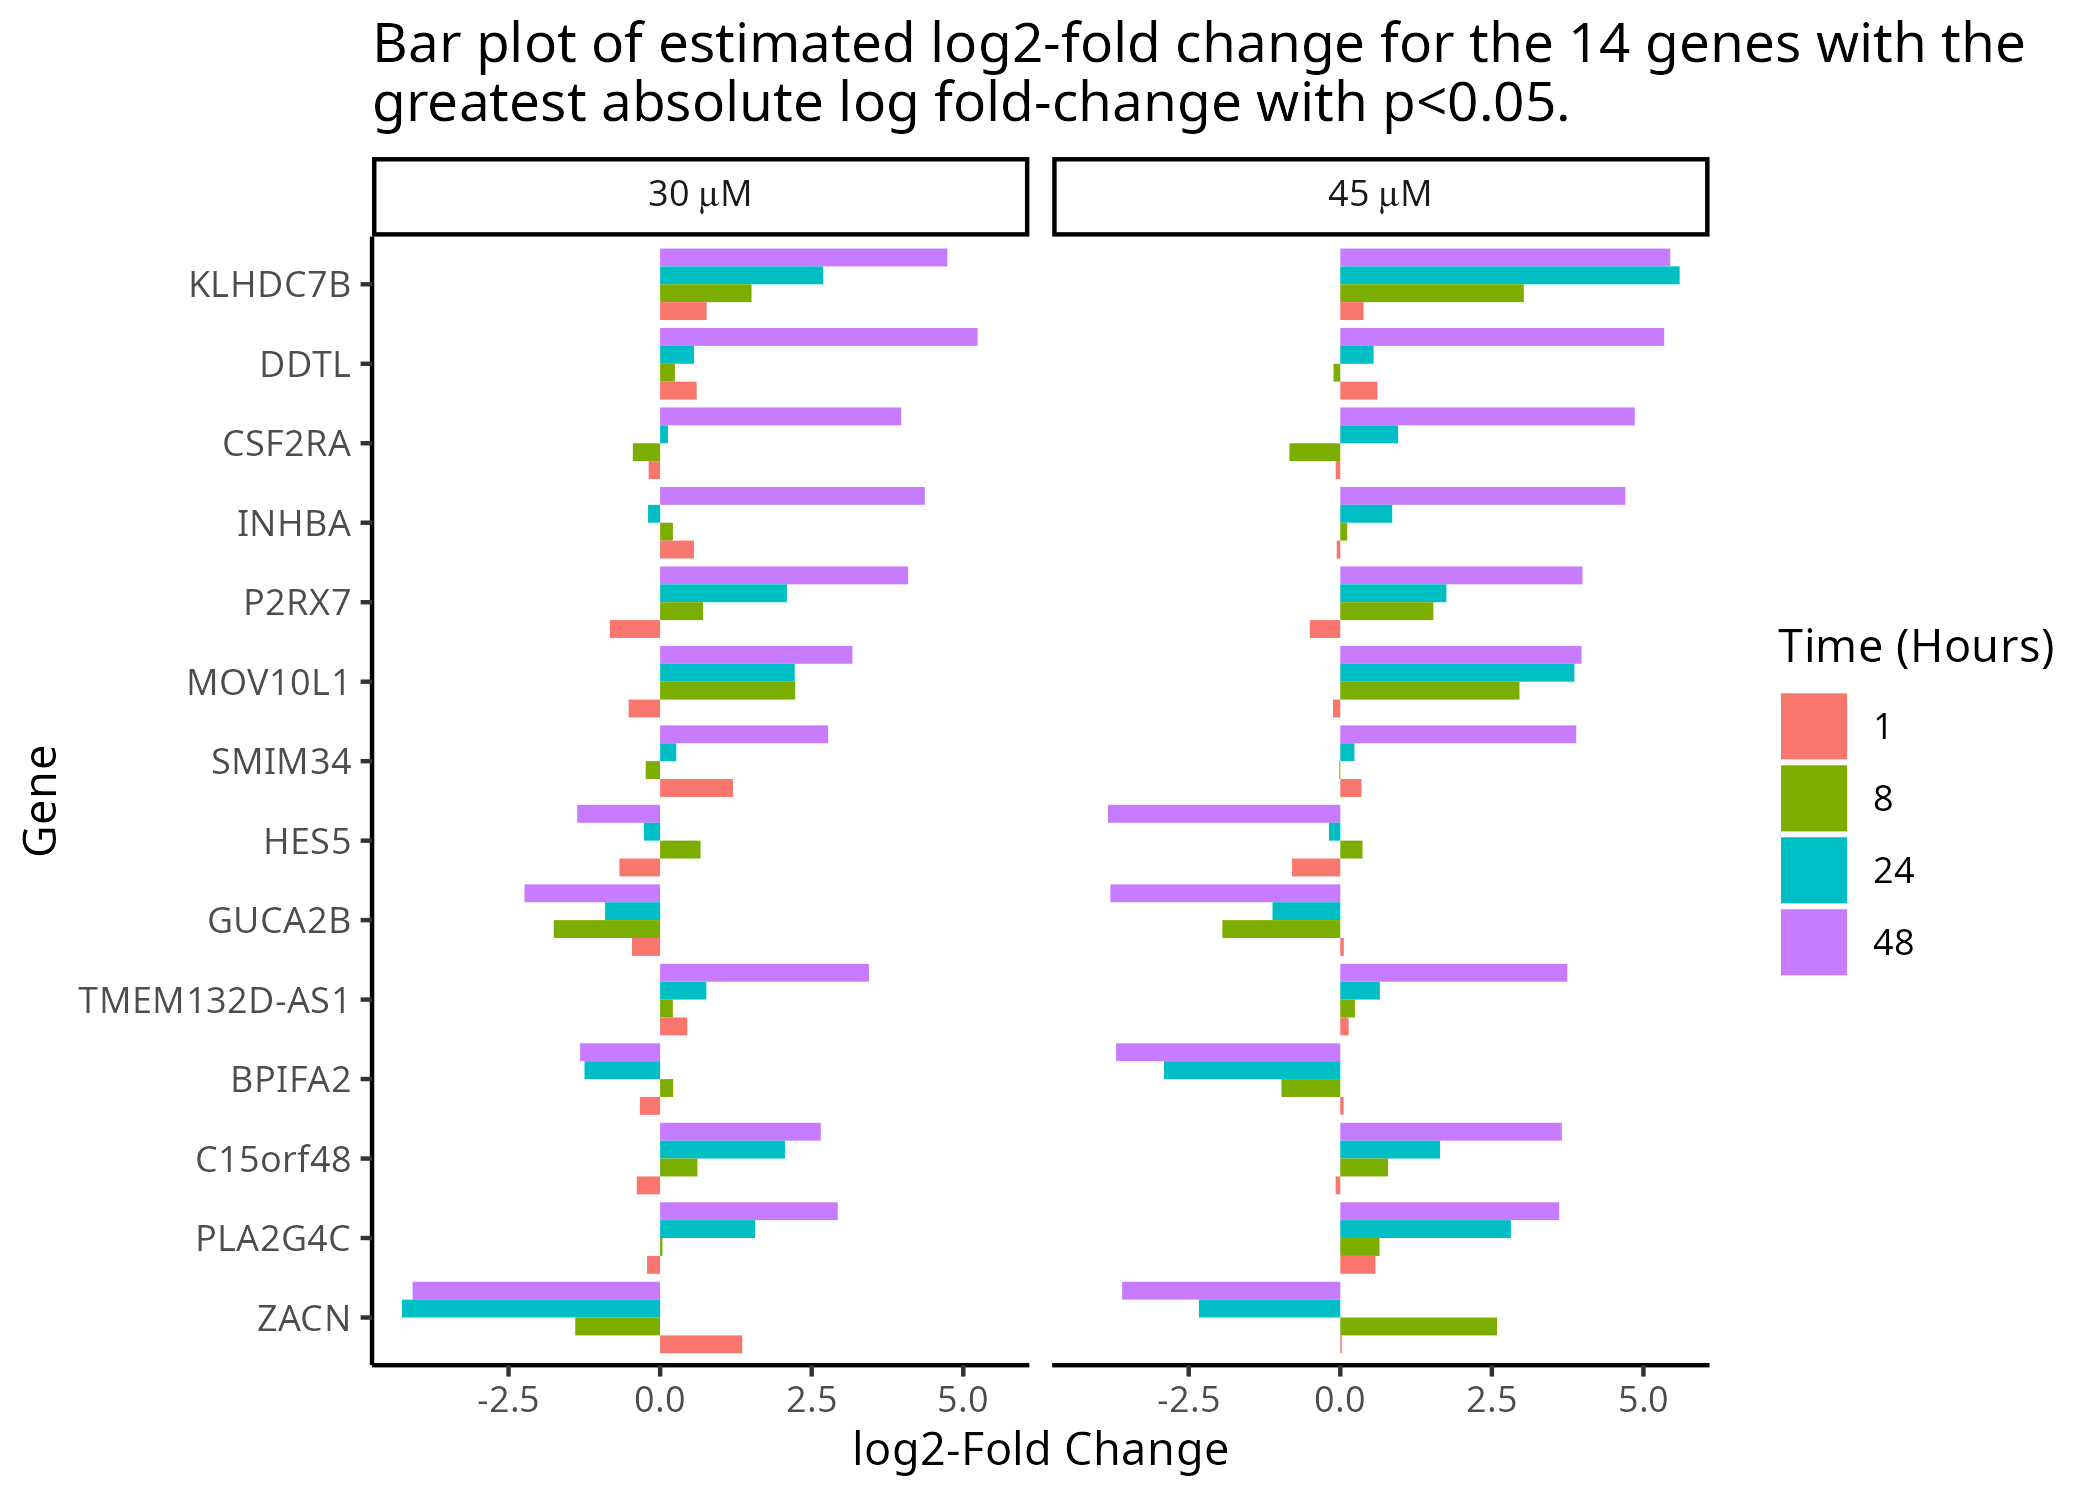 Bar plot of estimated log2-fold change for the 14 genes with the
greatest absolute log fold-change with p<0.05.
30 μM
45 μM
KLHDC7B
DDTL
CSF2RA
INHBA
P2RX7
MOV10L1
SMIM34
HES5
GUCA2B
TMEM132D-AS1
BPIFA2
C15orf48
PLA2G4C
ZACN
Gene
-2.5 0.0 2.5 5.0
-2.5 0.0 2.5 5.0
log2-Fold Change
Time (Hours)
1
8
24
48